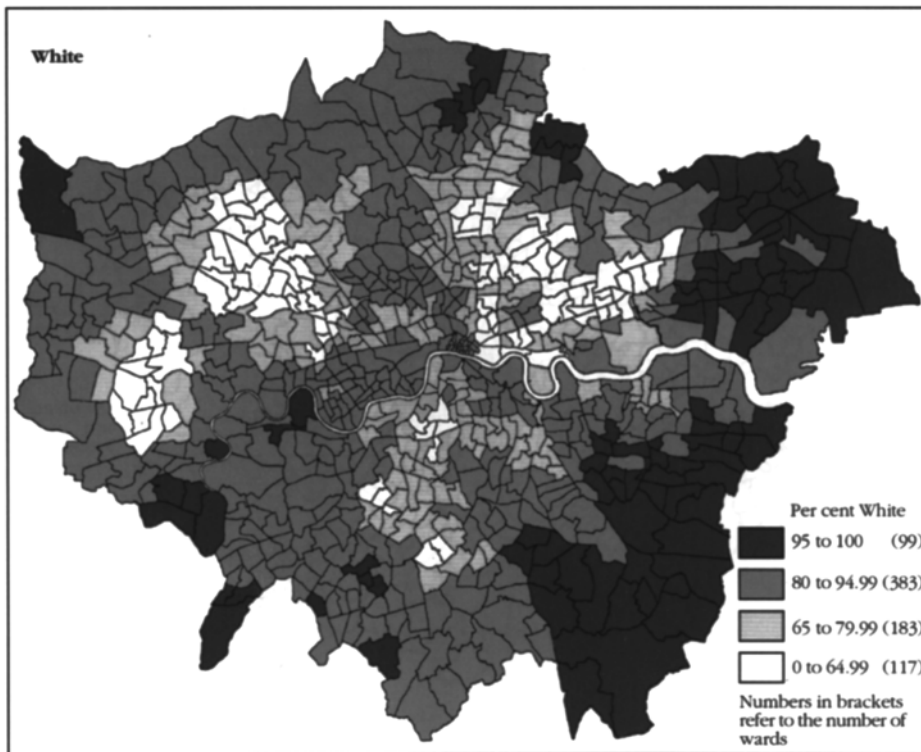 White
Per cent White
95 to 100 (99)
80 to 94.99 (383)
65 to 79.99 (183)
0 to 64.99 (117)
Numbers in brackets
refer to the number of
wards